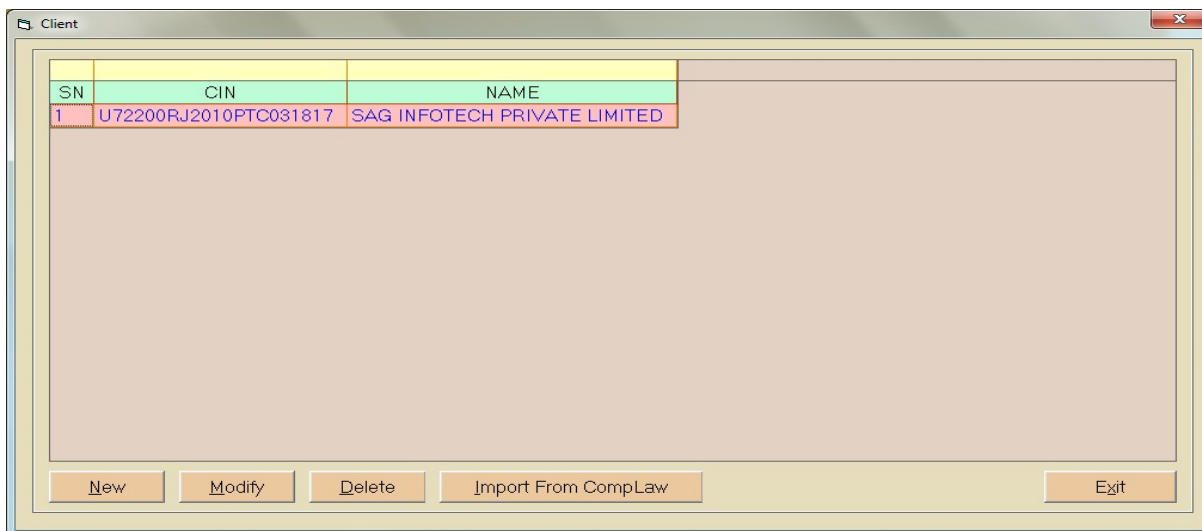 Client
SN CIN NAME
1 U72200RJ2010PTC031817 SAG INFOTECH PRIVATE LIMITED
New Modify Delete Import From CompLaw Exit